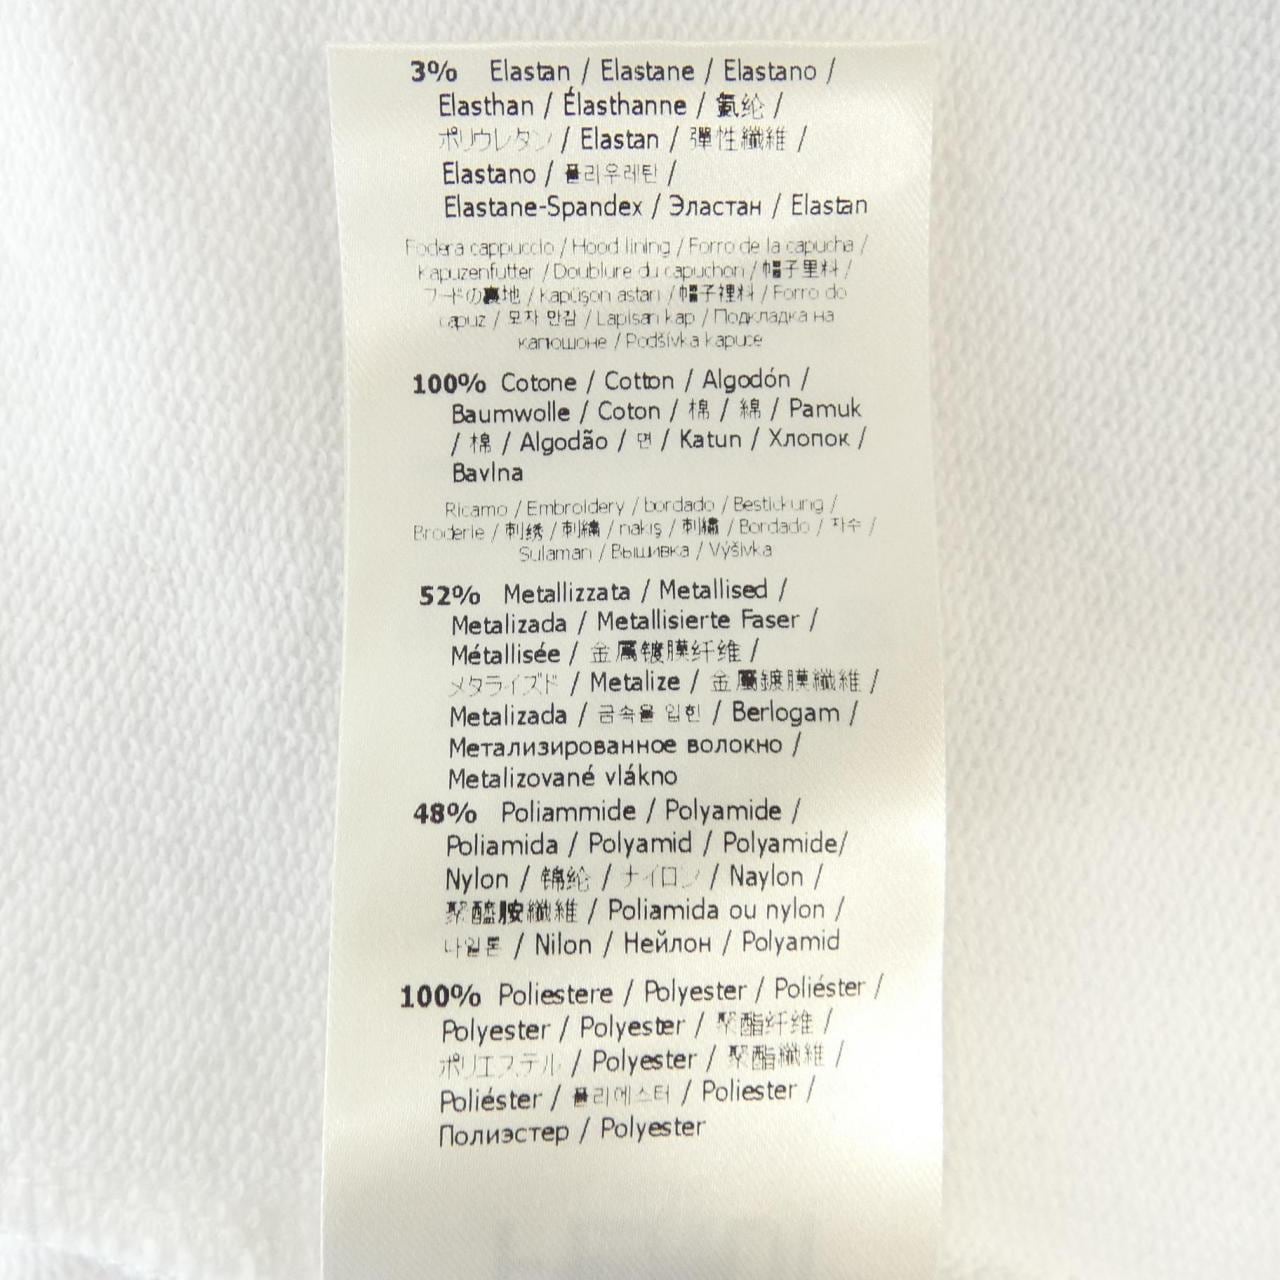 3% Elastan / Elastane / Elastano /
Elasthan / Élasthanne / 氨纶 /
ポリウレタン / Elastan / 彈性纖維 /
Elastano / 폴리우레탄 /
Elastane-Spandex / Эластан / Elastan
Fodera cappuccio / Hood lining / Forro de la capucha /
Kapuzenfutter / Doublure du capuchon / 帽子里料 /
フードの裏地 / kapüşon astarı / 帽子裡料 / Forro do
capuz / 모자 안감 / Lapisan kap / Подкладка на
капюшоне / Podšívka kapuce
100% Cotone / Cotton / Algodón /
Baumwolle / Coton / 棉 / 綿 / Pamuk
/ 棉 / Algodão / 면 / Katun / Хлопок /
Bavlna
Ricamo / Embroidery / bordado / Bestickung /
Broderie / 刺绣 / 刺繍 / nakış / 刺繡 / Bordado / 자수 /
Sulaman / Вышивка / Výšivka
52% Metallizzata / Metallised /
Metalizada / Metallisierte Faser /
Métallisée / 金属镀膜纤维 /
メタライズド / Metalize / 金屬鍍膜纖維 /
Metalizada / 금속을 입힌 / Berlogam /
Метализированное волокно /
Metalizované vlákno
48% Poliammide / Polyamide /
Poliamida / Polyamid / Polyamide/
Nylon / 锦纶 / ナイロン / Naylon /
聚醯胺纖維 / Poliamida ou nylon /
나일론 / Nilon / Нейлон / Polyamid
100% Poliestere / Polyester / Poliéster /
Polyester / Polyester / 聚酯纤维 /
ポリエステル / Polyester / 聚酯纖維 /
Poliéster / 폴리에스터 / Poliester /
Полиэстер / Polyester